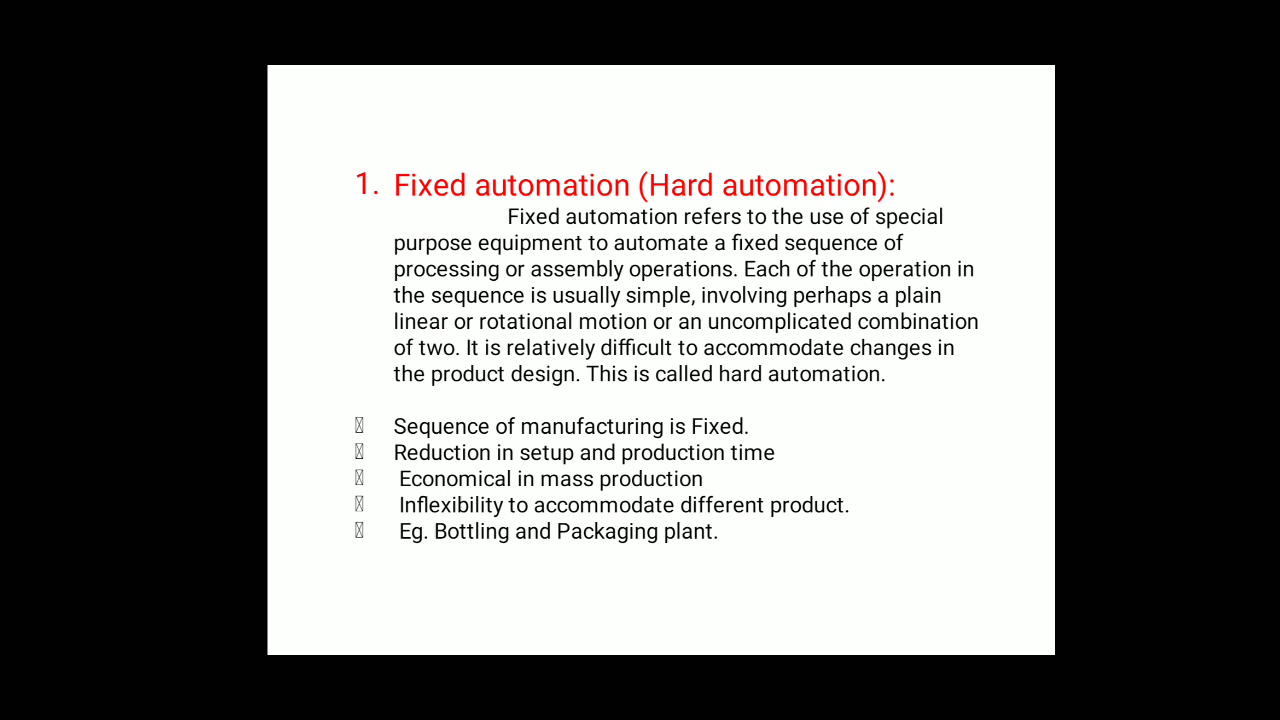 1. Fixed automation (Hard automation):
Fixed automation refers to the use of special
purpose equipment to automate a fixed sequence of
processing or assembly operations. Each of the operation in
the sequence is usually simple, involving perhaps a plain
linear or rotational motion or an uncomplicated combination
of two. It is relatively difficult to accommodate changes in
the product design. This is called hard automation.
Sequence of manufacturing is Fixed.
Reduction in setup and production time
Economical in mass production
Inflexibility to accommodate different product.
Eg. Bottling and Packaging plant.